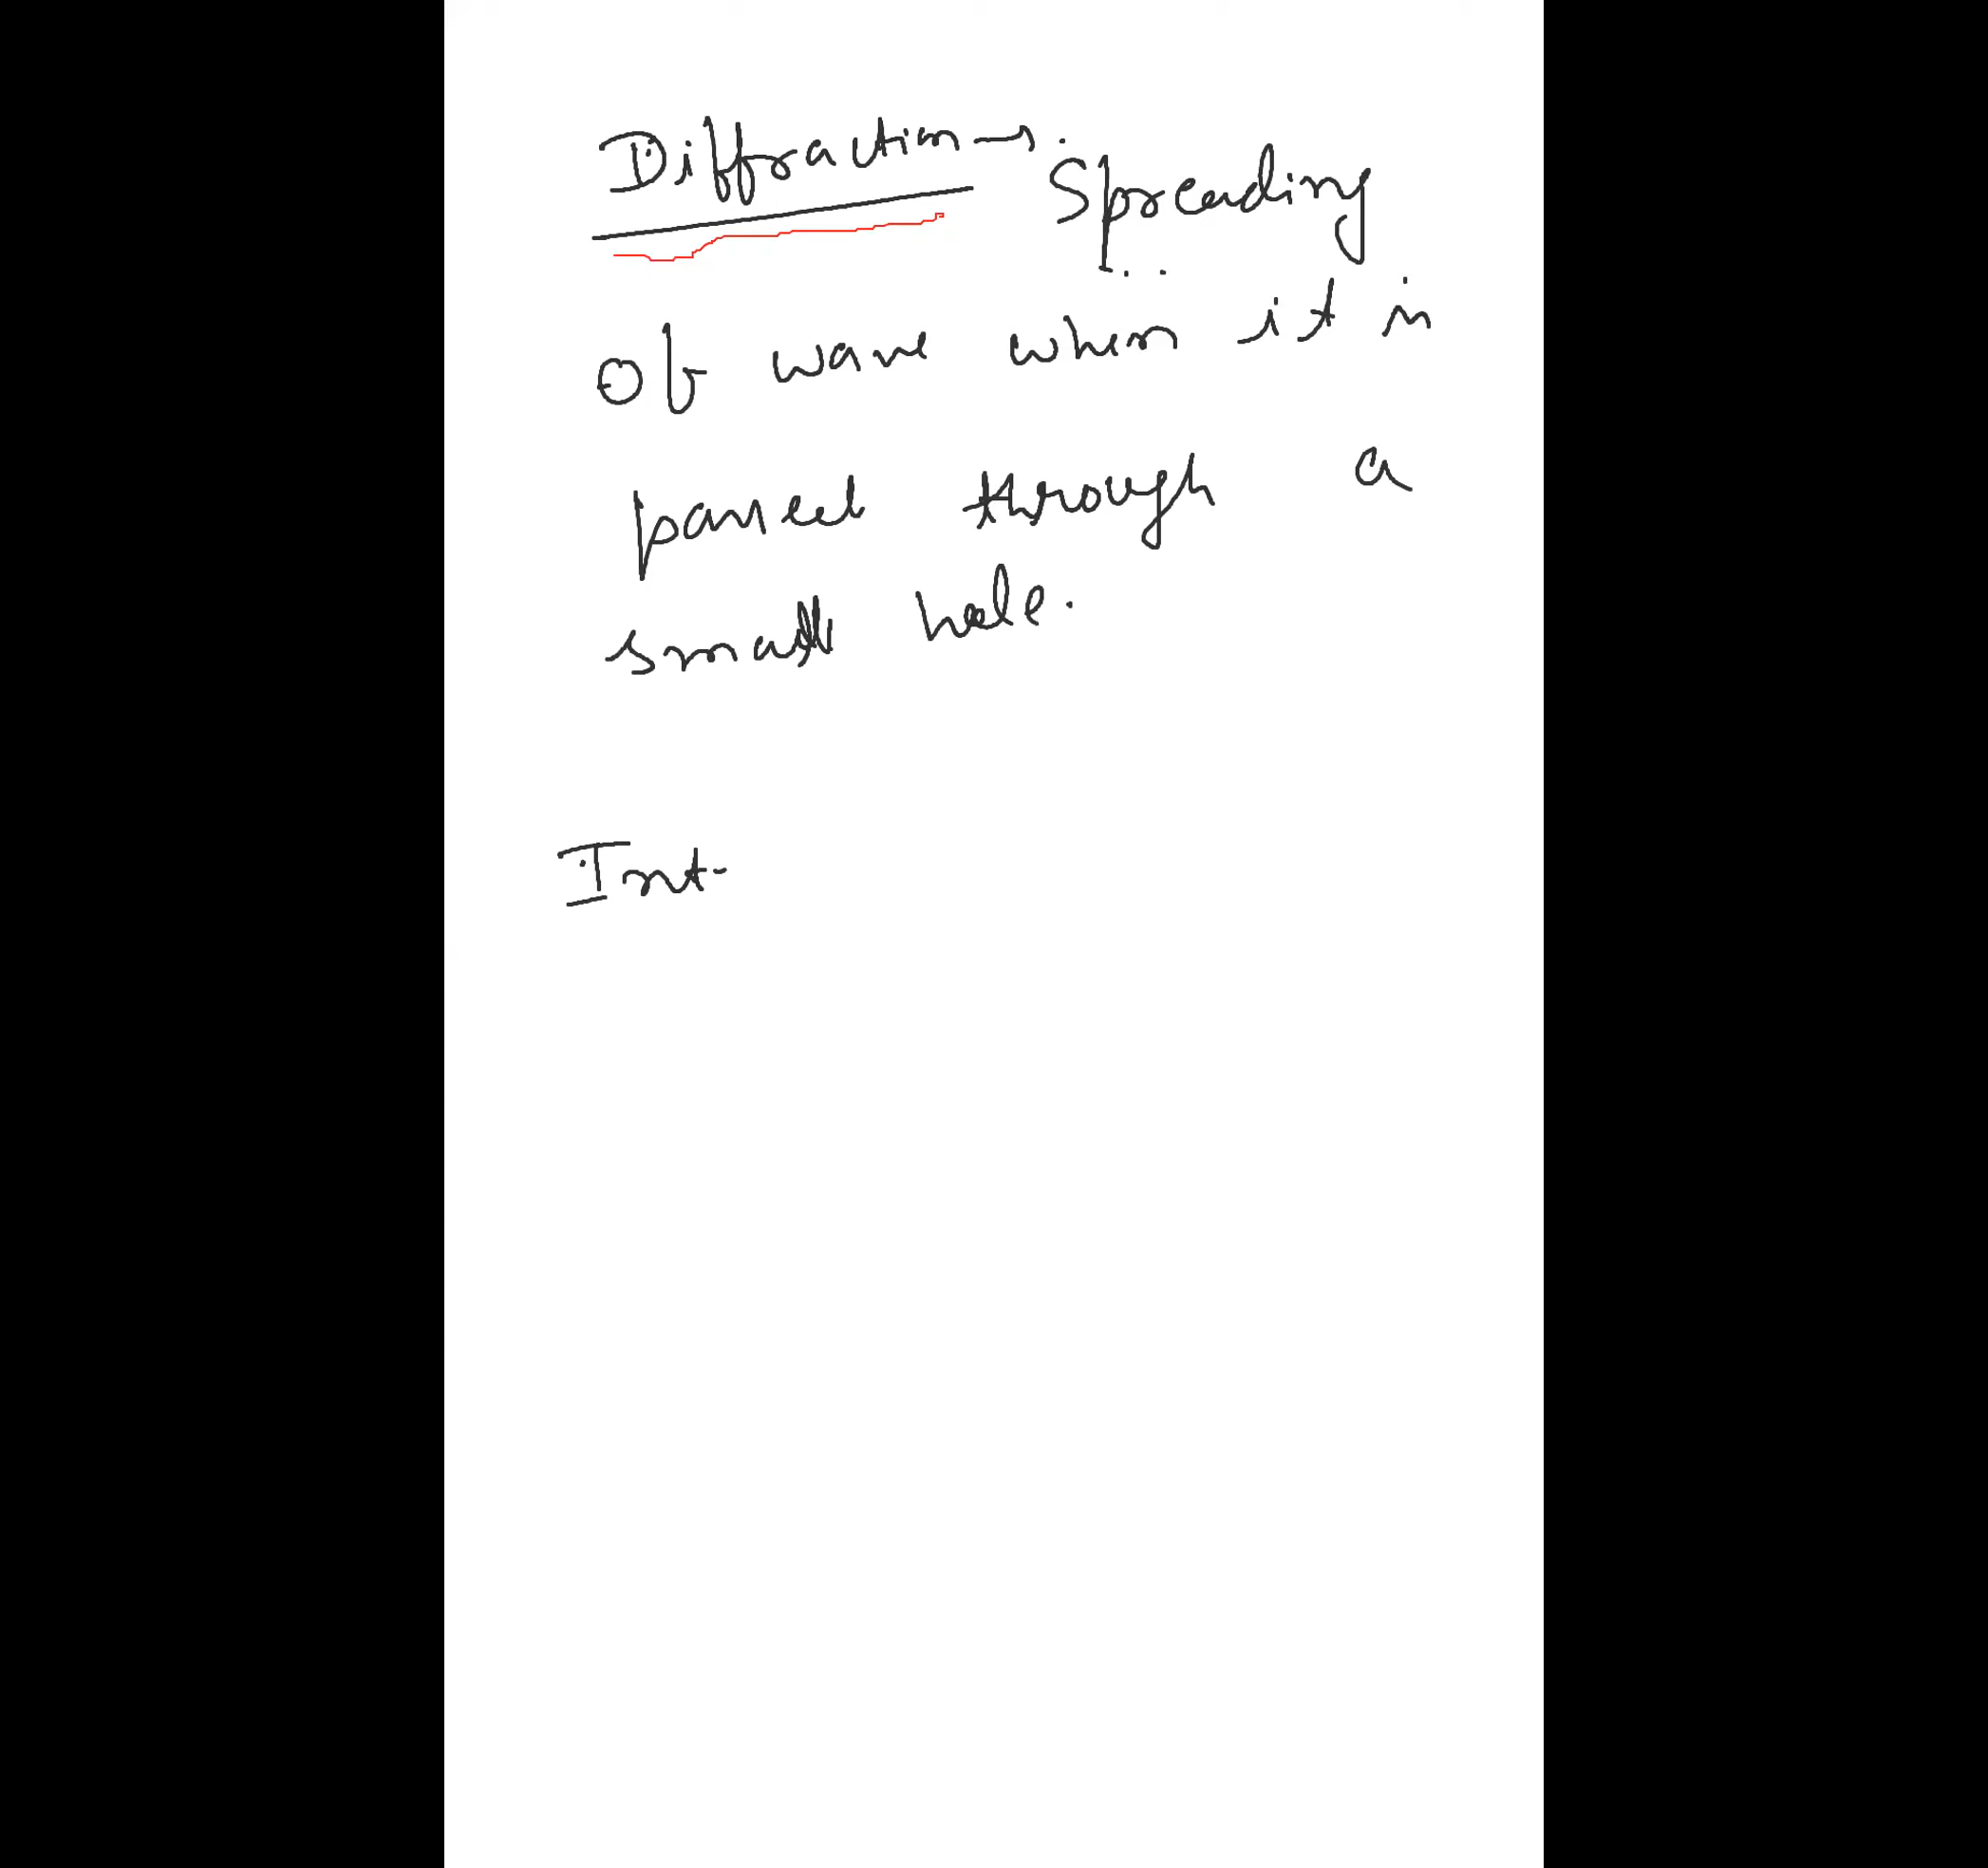 Diffraction → Spreading
of wave when it is
passed through a
small hole.
Int-